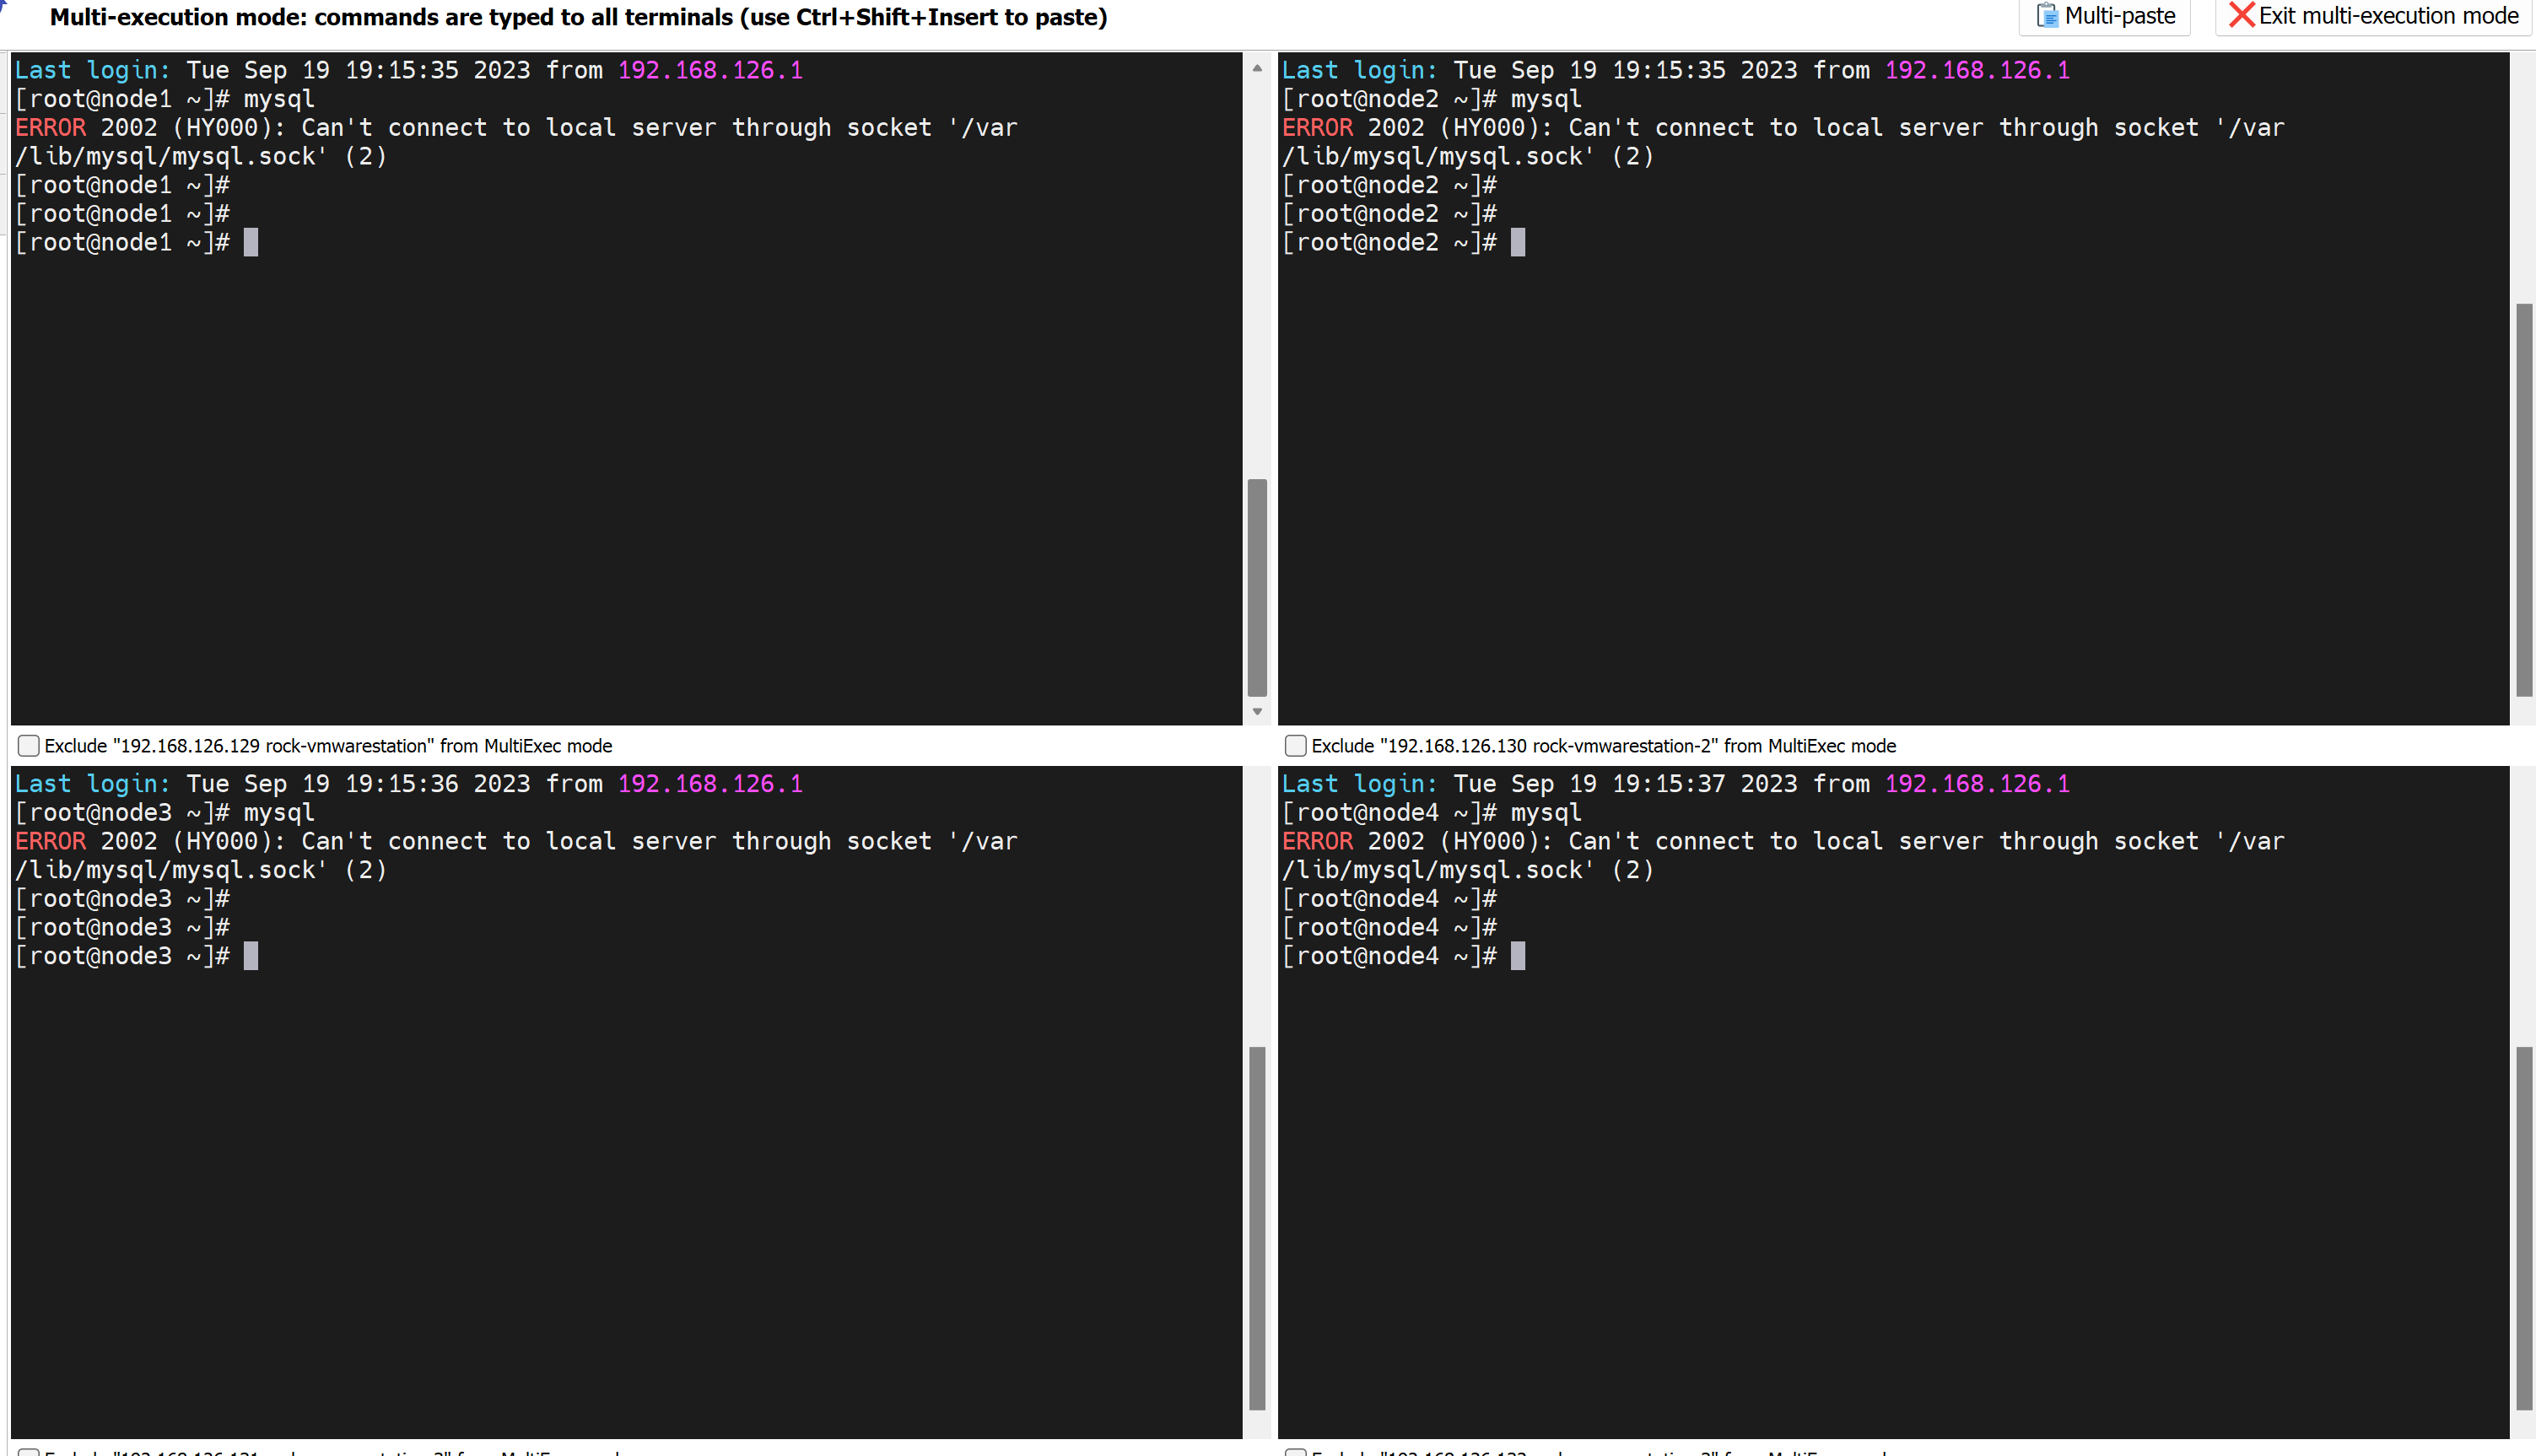 Multi-execution mode: commands are typed to all terminals (use Ctrl+Shift+Insert to paste)
Multi-paste
Exit multi-execution mode
Last login: Tue Sep 19 19:15:35 2023 from 192.168.126.1
[root@node1 ~]# mysql
ERROR 2002 (HY000): Can't connect to local server through socket '/var
/lib/mysql/mysql.sock' (2)
[root@node1 ~]#
[root@node1 ~]#
[root@node1 ~]#
Last login: Tue Sep 19 19:15:35 2023 from 192.168.126.1
[root@node2 ~]# mysql
ERROR 2002 (HY000): Can't connect to local server through socket '/var
/lib/mysql/mysql.sock' (2)
[root@node2 ~]#
[root@node2 ~]#
[root@node2 ~]#
Exclude "192.168.126.129 rock-vmwarestation" from MultiExec mode
Exclude "192.168.126.130 rock-vmwarestation-2" from MultiExec mode
Last login: Tue Sep 19 19:15:36 2023 from 192.168.126.1
[root@node3 ~]# mysql
ERROR 2002 (HY000): Can't connect to local server through socket '/var
/lib/mysql/mysql.sock' (2)
[root@node3 ~]#
[root@node3 ~]#
[root@node3 ~]#
Last login: Tue Sep 19 19:15:37 2023 from 192.168.126.1
[root@node4 ~]# mysql
ERROR 2002 (HY000): Can't connect to local server through socket '/var
/lib/mysql/mysql.sock' (2)
[root@node4 ~]#
[root@node4 ~]#
[root@node4 ~]#